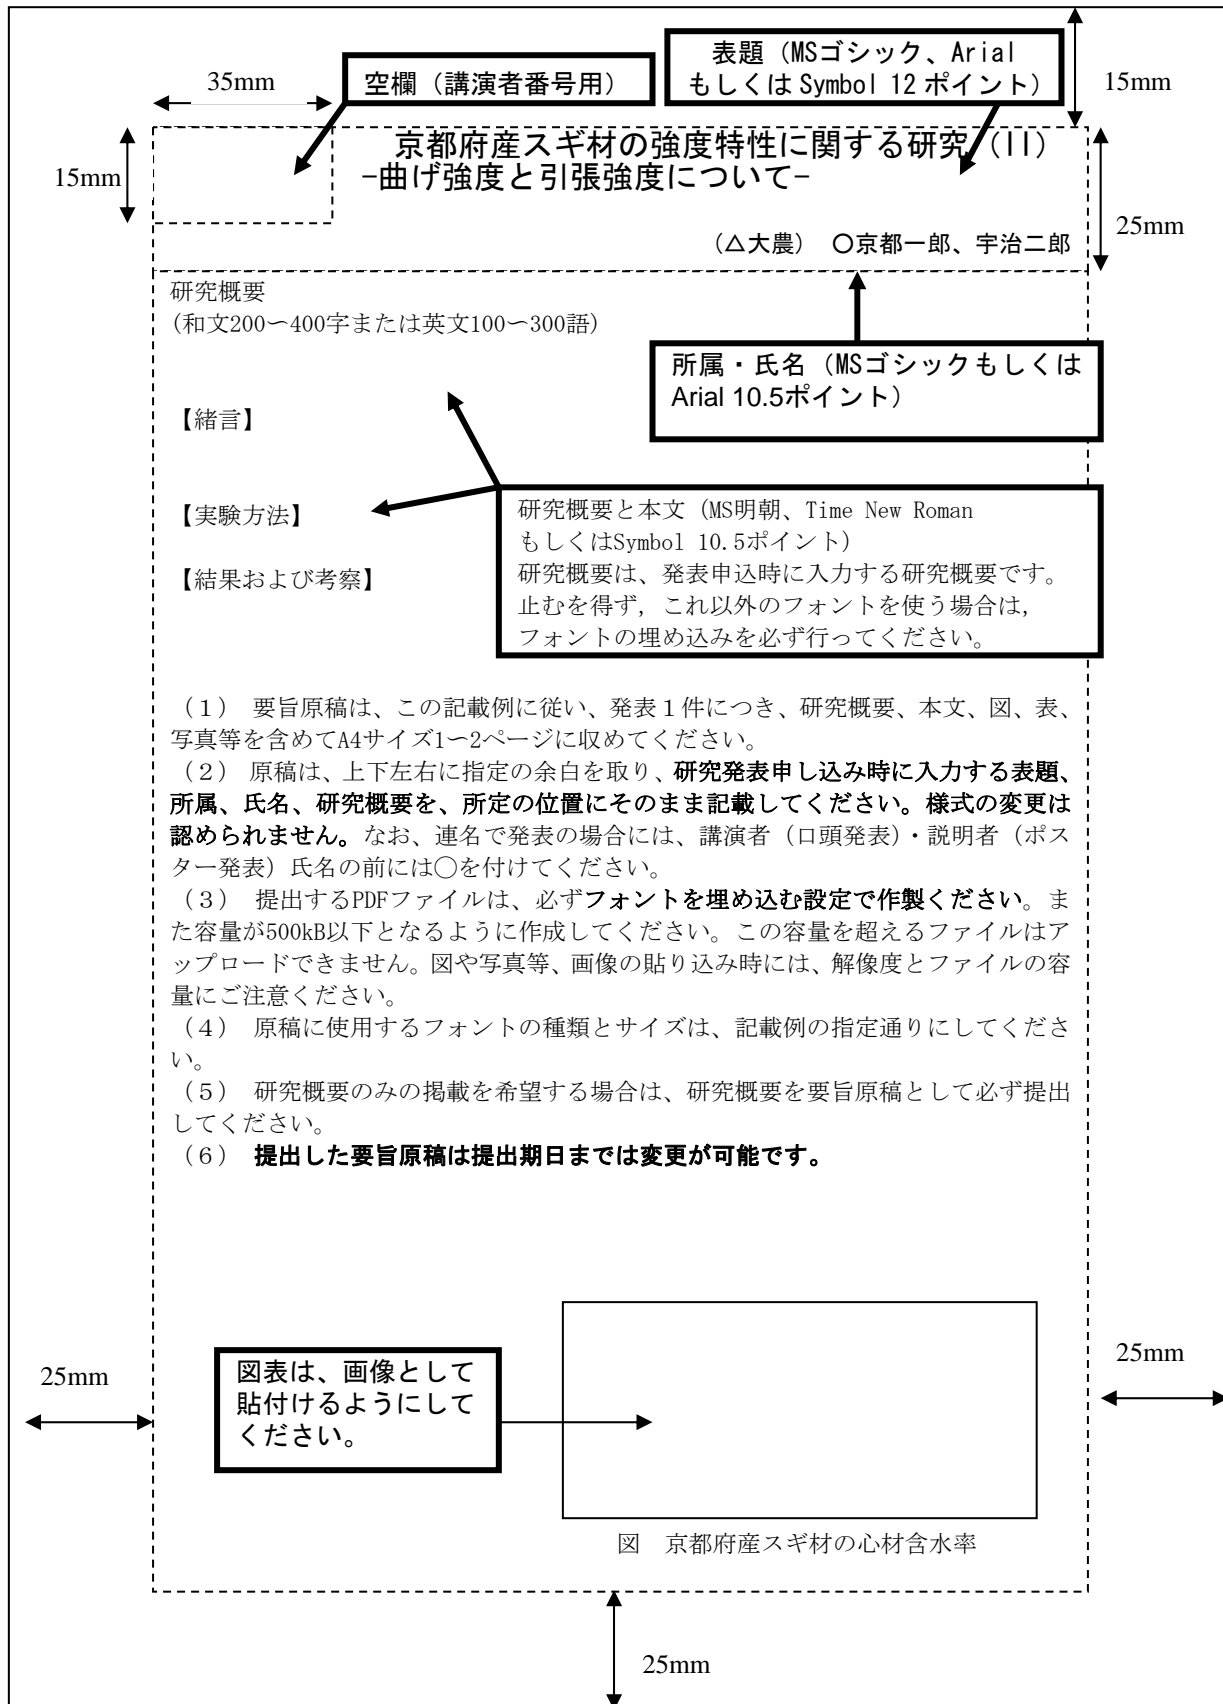 表題（MSゴシック、Arial
もしくは Symbol 12 ポイント）
空欄（講演者番号用）
35mm
15mm
15mm
京都府産スギ材の強度特性に関する研究（II）
-曲げ強度と引張強度について-
25mm
（△大農）　○京都一郎、宇治二郎
研究概要
(和文200〜400字または英文100〜300語)
所属・氏名（MSゴシックもしくは
Arial 10.5ポイント）
【緒言】
【実験方法】
【結果および考察】
研究概要と本文（MS明朝、Time New Roman
もしくはSymbol 10.5ポイント）
研究概要は、発表申込時に入力する研究概要です。
止むを得ず，これ以外のフォントを使う場合は，
フォントの埋め込みを必ず行ってください。
（１）　要旨原稿は、この記載例に従い、発表１件につき、研究概要、本文、図、表、
写真等を含めてA4サイズ1〜2ページに収めてください。
（２）　原稿は、上下左右に指定の余白を取り、研究発表申し込み時に入力する表題、
所属、氏名、研究概要を、所定の位置にそのまま記載してください。様式の変更は
認められません。なお、連名で発表の場合には、講演者（口頭発表）・説明者（ポス
ター発表）氏名の前には○を付けてください。
（３）　提出するPDFファイルは、必ずフォントを埋め込む設定で作製ください。ま
た容量が500kB以下となるように作成してください。この容量を超えるファイルはア
ップロードできません。図や写真等、画像の貼り込み時には、解像度とファイルの容
量にご注意ください。
（４）　原稿に使用するフォントの種類とサイズは、記載例の指定通りにしてくださ
い。
（５）　研究概要のみの掲載を希望する場合は、研究概要を要旨原稿として必ず提出
してください。
（６）　提出した要旨原稿は提出期日までは変更が可能です。
図表は、画像として
貼付けるようにして
ください。
25mm
25mm
図　京都府産スギ材の心材含水率
25mm